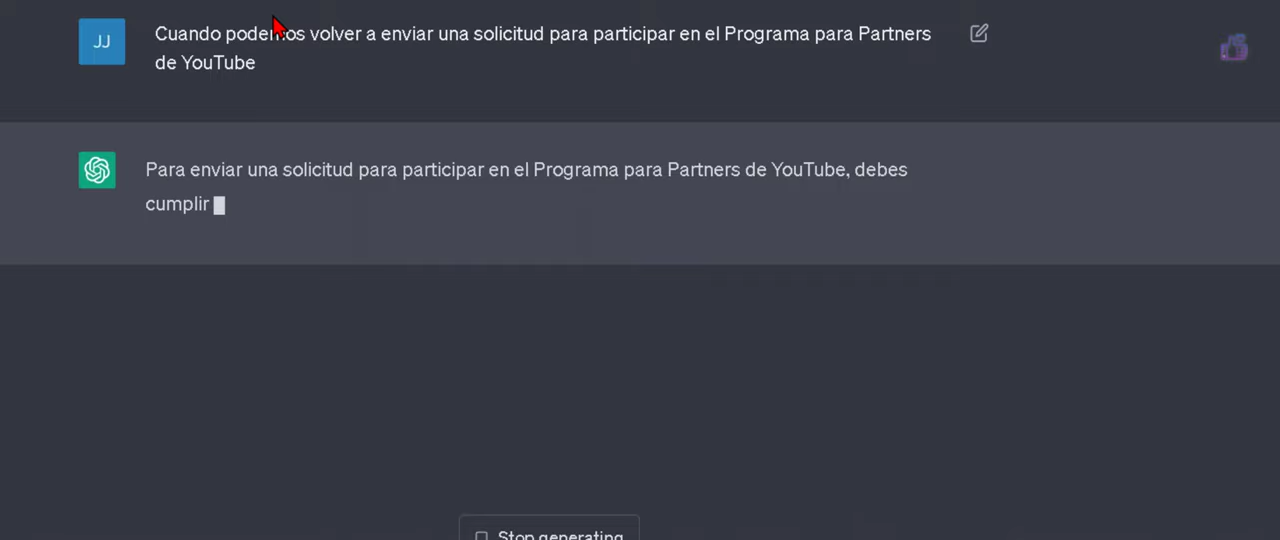 JJ
Cuando podemos volver a enviar una solicitud para participar en el Programa para Partners
de YouTube
Para enviar una solicitud para participar en el Programa para Partners de YouTube, debes
cumplir
Stop generating